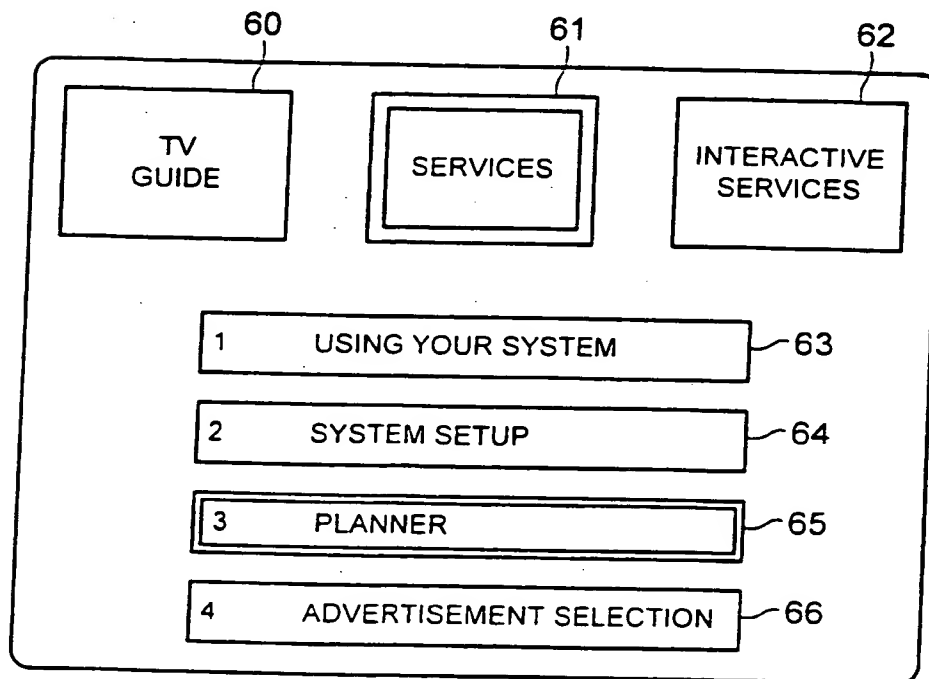 60 61 62
TV
GUIDE
SERVICES
INTERACTIVE
SERVICES
1 USING YOUR SYSTEM 63
2 SYSTEM SETUP 64
3 PLANNER 65
4 ADVERTISEMENT SELECTION 66